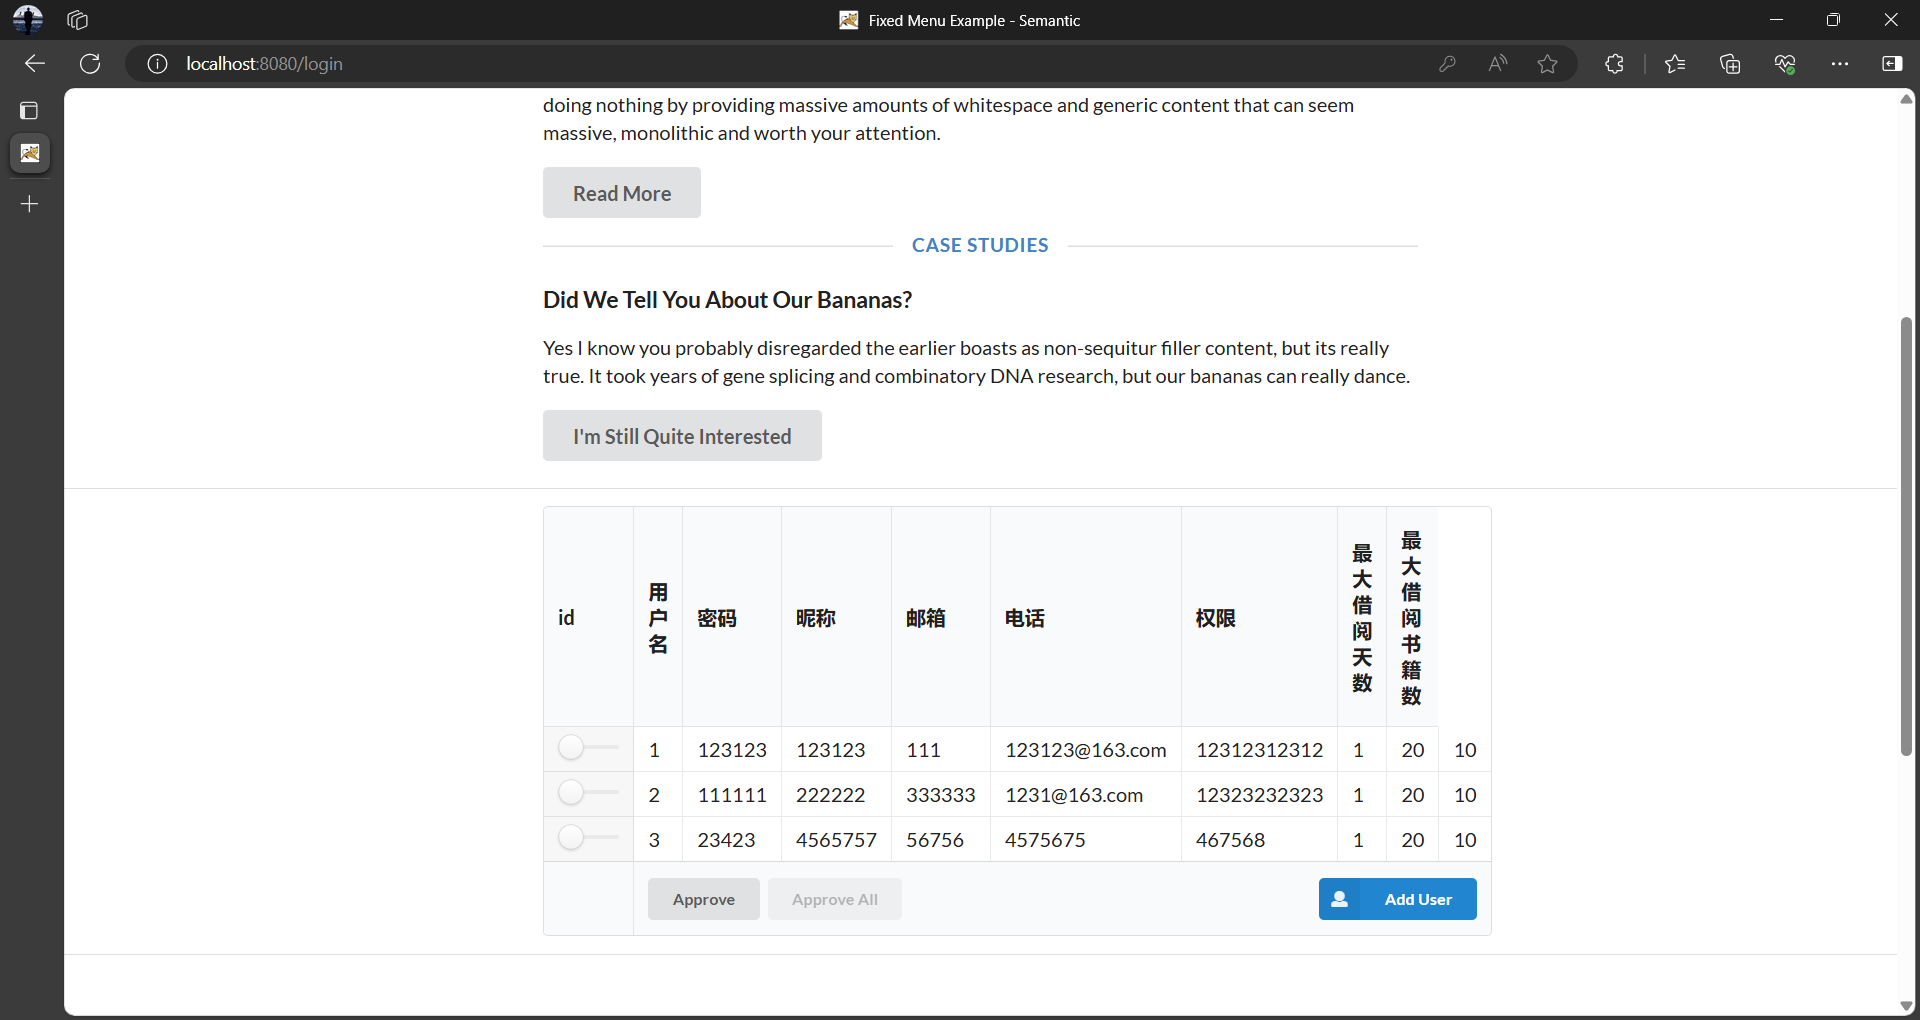 Fixed Menu Example - Semantic
localhost:8080/login
doing nothing by providing massive amounts of whitespace and generic content that can seem
massive, monolithic and worth your attention.
Read More
CASE STUDIES
Did We Tell You About Our Bananas?
Yes I know you probably disregarded the earlier boasts as non-sequitur filler content, but its really
true. It took years of gene splicing and combinatory DNA research, but our bananas can really dance.
I'm Still Quite Interested
id 用户名 密码 昵称 邮箱 电话 权限 最大借阅天数 最大借阅书籍数
1 123123 123123 111 123123@163.com 12312312312 1 20 10
2 111111 222222 333333 1231@163.com 12323232323 1 20 10
3 23423 4565757 56756 4575675 467568 1 20 10
Approve Approve All Add User